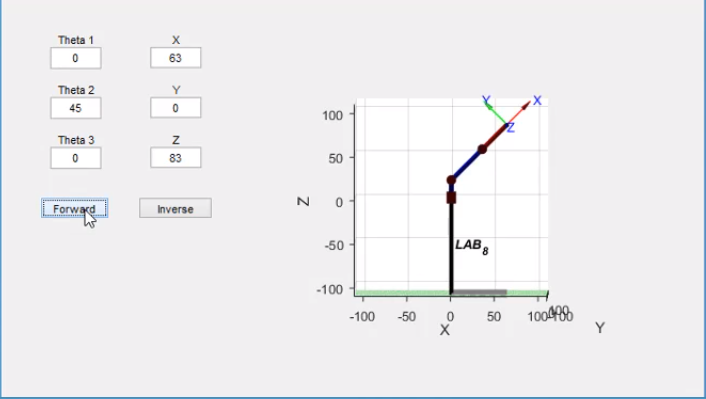 Theta 1
X
0
63
Theta 2
Y
45
0
Theta 3
Z
0
83
Forward
Inverse
Y
X
Z
100
50
0
-50
-100
Z
LAB8
-100
-50
0
50
100
X
Y